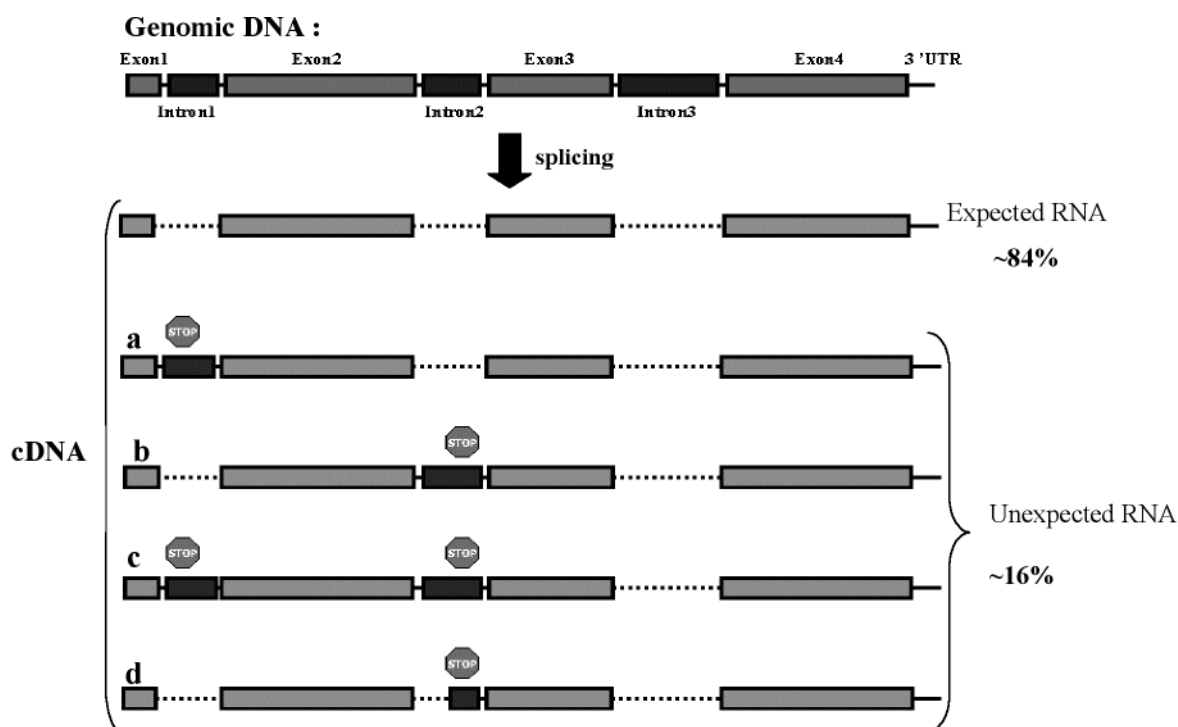 Genomic DNA :
Exon1 Exon2 Exon3 Exon4 3 'UTR
Intron1 Intron2 Intron3
splicing
Expected RNA
~84%
a
STOP
b
STOP
cDNA
c
STOP STOP
Unexpected RNA
~16%
d
STOP